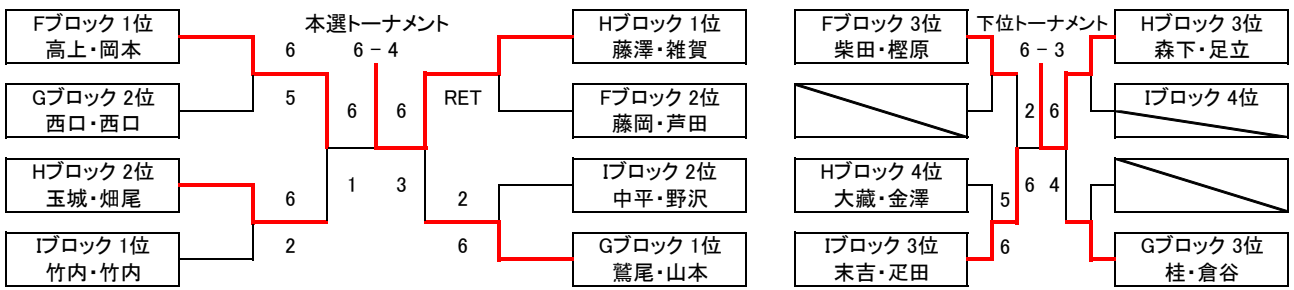 本選トーナメント
6 – 4
Fブロック 1位
高上・岡本
6
5
Gブロック 2位
西口・西口
Hブロック 2位
玉城・畑尾
6
2
Iブロック 1位
竹内・竹内
6
1
6
3
Hブロック 1位
藤澤・雑賀
RET
Fブロック 2位
藤岡・芦田
Iブロック 2位
中平・野沢
2
6
Gブロック 1位
鷲尾・山本
下位トーナメント
6 – 3
Fブロック 3位
柴田・樫原
Hブロック 4位
大藏・金澤
5
6
Iブロック 3位
末吉・疋田
2
6
6
4
Hブロック 3位
森下・足立
Iブロック 4位
Gブロック 3位
桂・倉谷